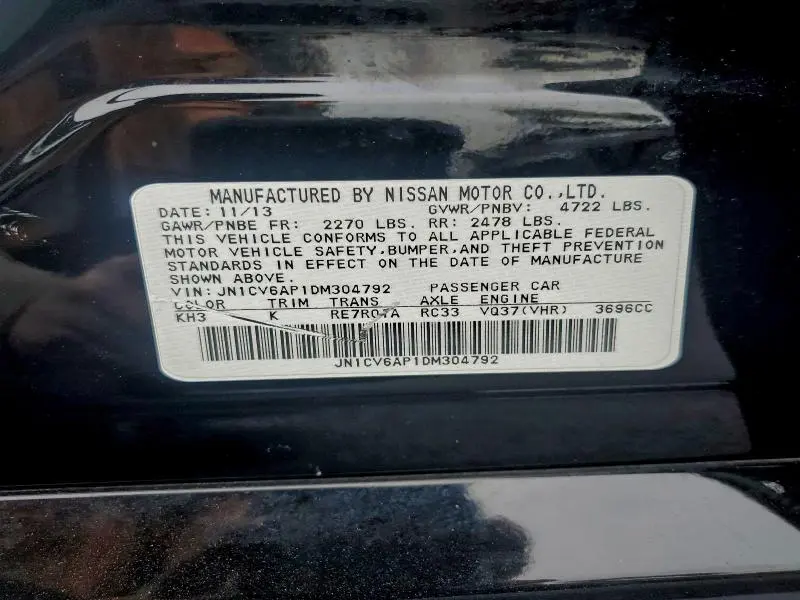 MANUFACTURED BY NISSAN MOTOR CO.,LTD.
DATE: 11/13 GVWR/PNBV: 4722 LBS.
GAWR/PNBE FR: 2270 LBS. RR: 2478 LBS.
THIS VEHICLE CONFORMS TO ALL APPLICABLE FEDERAL
MOTOR VEHICLE SAFETY,BUMPER,AND THEFT PREVENTION
STANDARDS IN EFFECT ON THE DATE OF MANUFACTURE
SHOWN ABOVE.
VIN: JN1CV6AP1DM304792 PASSENGER CAR
COLOR TRIM TRANS AXLE ENGINE
KH3 K RE7R07A RC33 VQ37(VHR) 3696CC
JN1CV6AP1DM304792